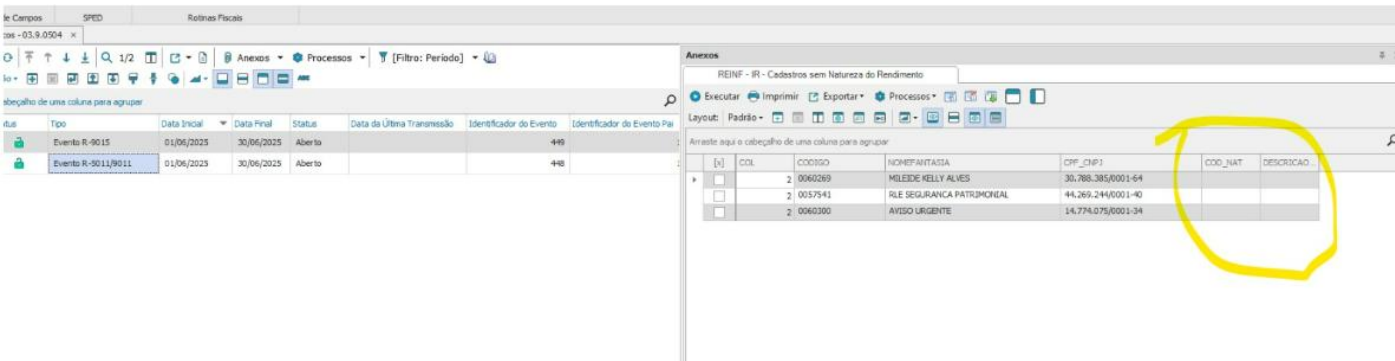 de Campos SPED Rotinas Fiscais
cos - 03.9.0504 ×
1/2 Anexos Processos [Filtro: Período]
abeçalho de uma coluna para agrupar
atus Tipo Data Inicial Data Final Status Data da Última Transmissão Identificador do Evento Identificador do Evento Pai
Evento R-9015 01/06/2025 30/06/2025 Aberto 449
Evento R-5011/9011 01/06/2025 30/06/2025 Aberto 448
Anexos
REINF - IR - Cadastros sem Natureza do Rendimento
Executar Imprimir Exportar Processos
Layout: Padrão
Arraste aqui o cabeçalho de uma coluna para agrupar
[x] COL CODIGO NOMEFANTASIA CPF_CNPJ COD_NAT DESCRICAO...
2 0060269 MILEIDE KELLY ALVES 30.788.385/0001-64
2 0057541 RLE SEGURANCA PATRIMONIAL 44.269.244/0001-40
2 0060300 AVISO URGENTE 14.774.075/0001-34